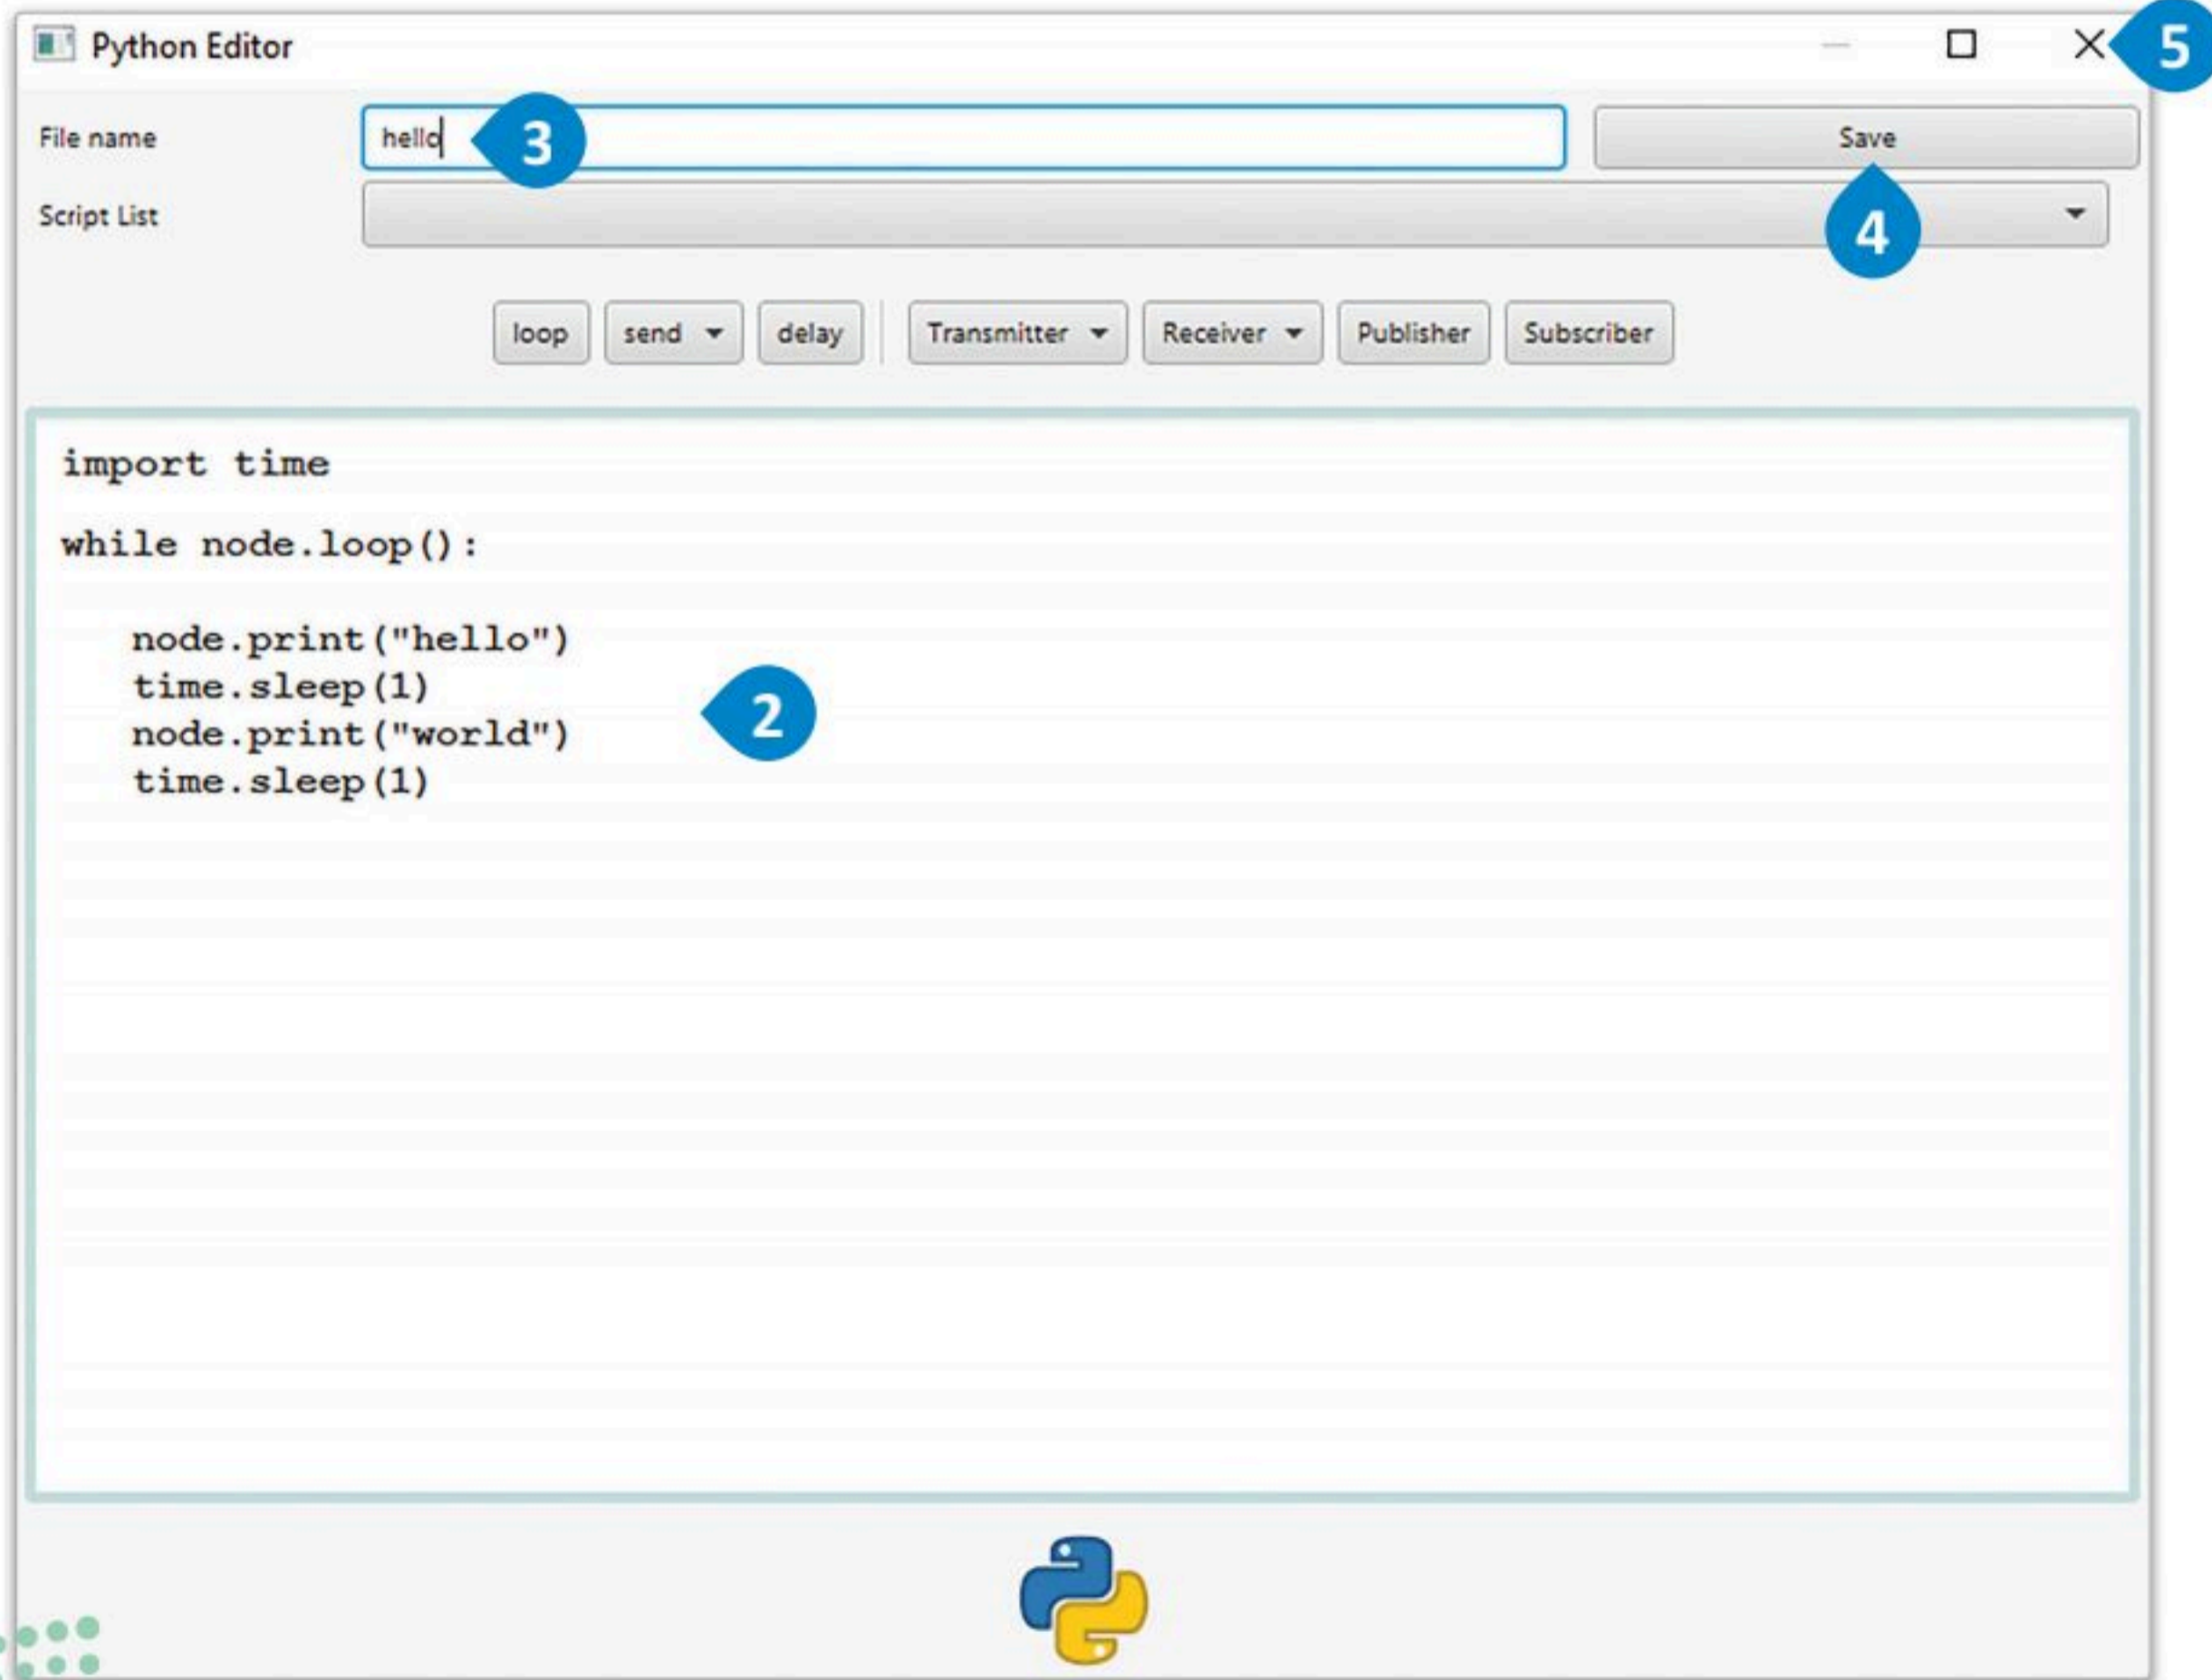 Python Editor
5
File name
hello
3
Save
Script List
4
loop
send
delay
Transmitter
Receiver
Publisher
Subscriber
import time
while node.loop():
node.print("hello")
time.sleep(1)
2
node.print("world")
time.sleep(1)